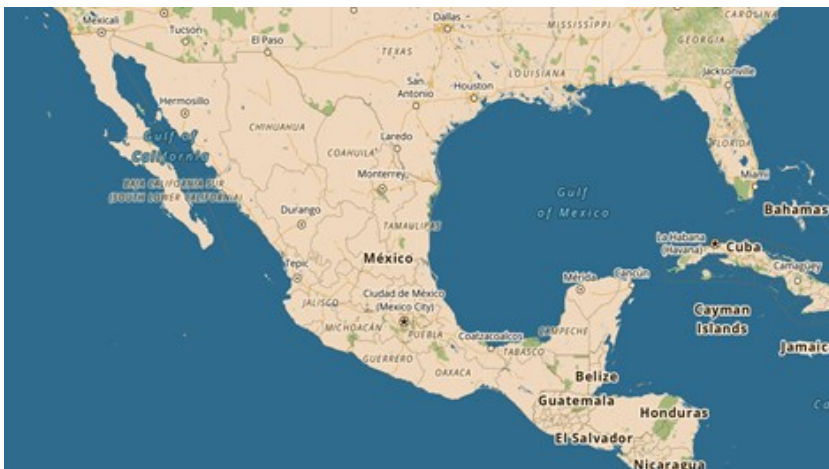 Dallas
MISSISSIPPI
CAROLINA
Mexicali
Tucson
El Paso
TEXAS
GEORGIA
LOUISIANA
Jacksonville
San
Antonio
Houston
Hermosillo
CHIHUAHUA
Gulf of
California
Laredo
COAHUILA
FLORIDA
Monterrey
Miami
BAJA CALIFORNIA SUR
(SOUTH LOWER CALIFORNIA)
Gulf
of Mexico
Durango
TAMAULIPAS
Bahamas
La Habana
(Havana)
Cuba
México
Tepic
Camagüey
Mérida
Cancún
Ciudad de México
(Mexico City)
JALISCO
Cayman
Islands
MICHOACÁN
PUEBLA
Coatzacoalcos
CAMPECHE
TABASCO
Jamaic
GUERRERO
OAXACA
Belize
Guatemala
Honduras
Ca
El Salvador
Nicaragua